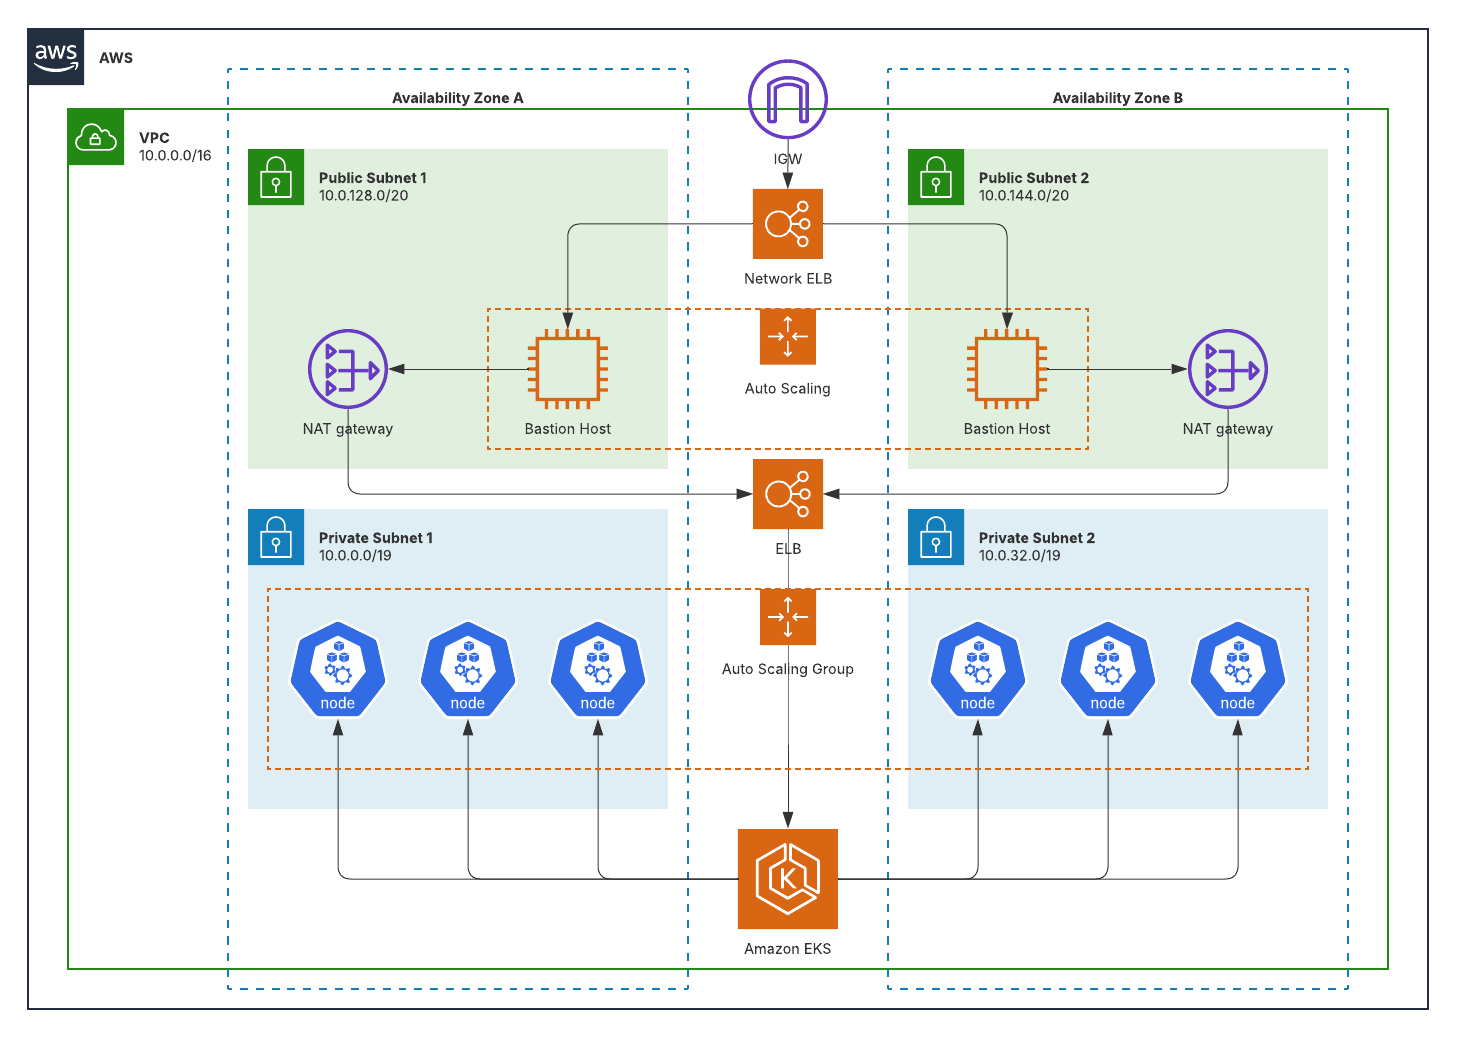 aws
AWS
Availability Zone A
Availability Zone B
VPC
10.0.0.0/16
IGW
Public Subnet 1
10.0.128.0/20
Public Subnet 2
10.0.144.0/20
Network ELB
Auto Scaling
NAT gateway
Bastion Host
Bastion Host
NAT gateway
ELB
Private Subnet 1
10.0.0.0/19
Private Subnet 2
10.0.32.0/19
Auto Scaling Group
node
node
node
node
node
node
K
Amazon EKS